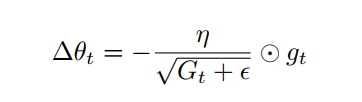 Δθ_t = − η / √(G_t + ϵ) ⊙ g_t